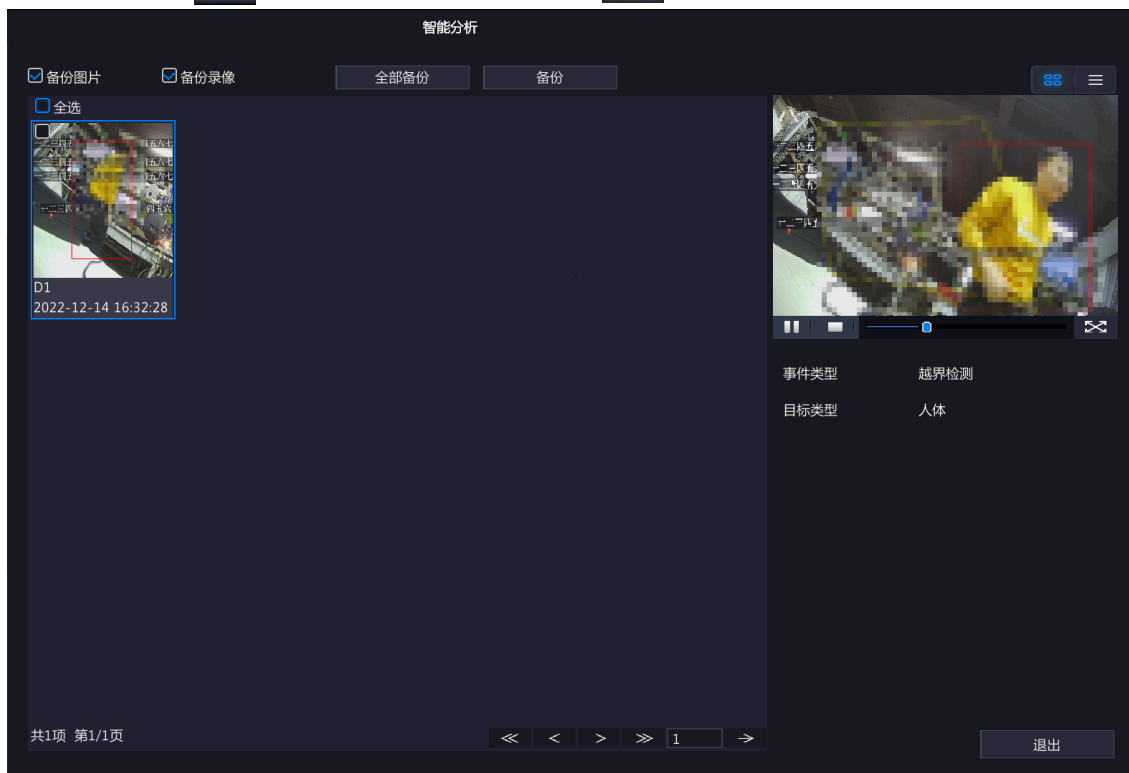 智能分析
备份图片 备份录像 全部备份 备份
全选
D1
2022-12-14 16:32:28
事件类型 越界检测
目标类型 人体
共1项 第1/1页
1
退出